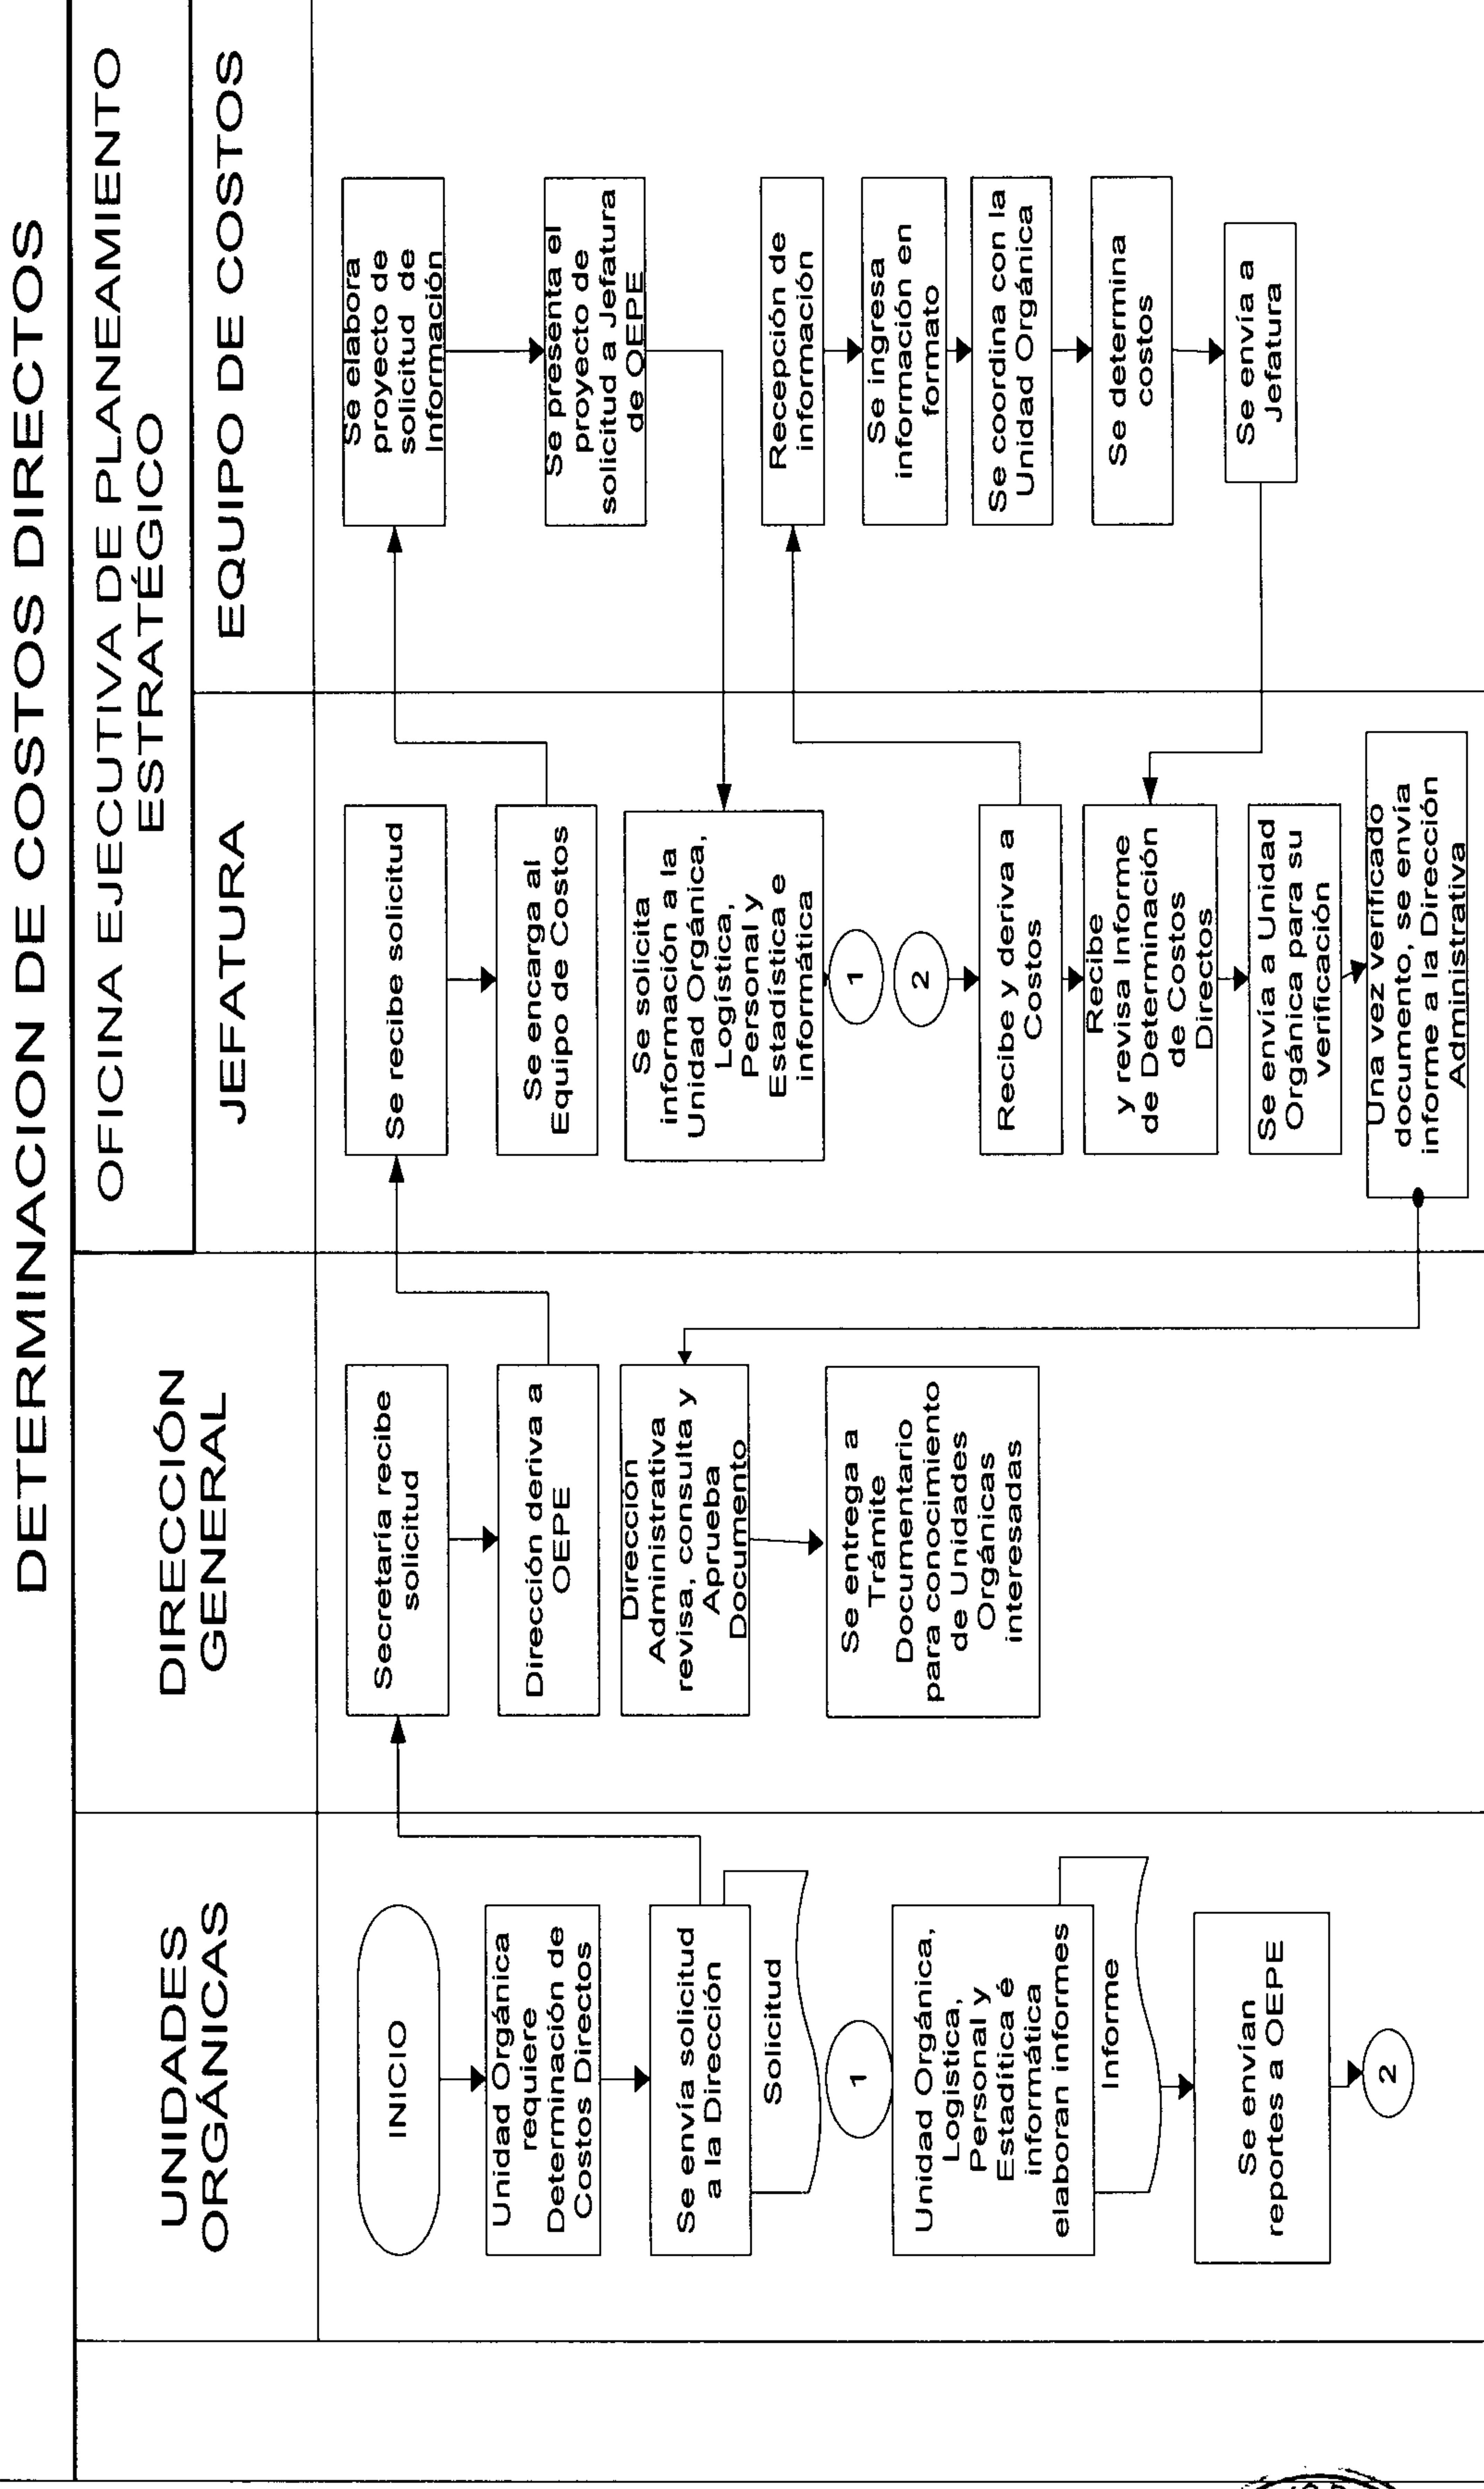 DETERMINACION DE COSTOS DIRECTOS
UNIDADES
ORGÁNICAS
DIRECCIÓN
GENERAL
OFICINA EJECUTIVA DE PLANEAMIENTO
ESTRATÉGICO
JEFATURA
EQUIPO DE COSTOS
INICIO
Unidad Orgánica
requiere
Determinación de
Costos Directos
Se envía solicitud
a la Dirección
Solicitud
1
Unidad Orgánica,
Logística,
Personal y
Estadítica é
informática
elaboran informes
Informe
Se envían
reportes a OEPE
2
Secretaría recibe
solicitud
Dirección deriva a
OEPE
Dirección
Administrativa
revisa, consulta y
Aprueba
Documento
Se entrega a
Trámite
Documentario
para conocimiento
de Unidades
Orgánicas
interesadas
Se recibe solicitud
Se encarga al
Equipo de Costos
Se solicita
información a la
Unidad Orgánica,
Logística,
Personal y
Estadística e
informática
1
2
Recibe y deriva a
Costos
Recibe
y revisa Informe
de Determinación
de Costos
Directos
Se envía a Unidad
Orgánica para su
verificación
Una vez verificado
documento, se envía
informe a la Dirección
Administrativa
Se elabora
proyecto de
solicitud de
Información
Se presenta el
proyecto de
solicitud a Jefatura
de OEPE
Recepción de
información
Se ingresa
información en
formato
Se coordina con la
Unidad Orgánica
Se determina
costos
Se envía a
Jefatura